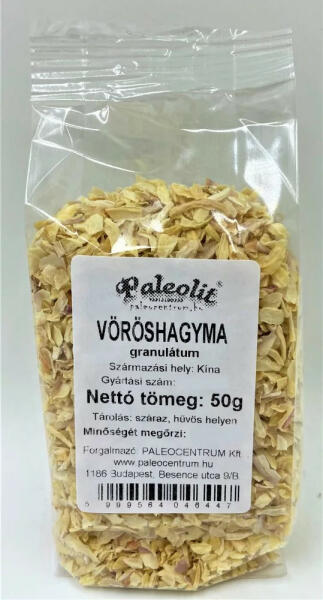 Paleolit®
paleocentrum.hu
VÖRÖSHAGYMA
granulátum
Származási hely: Kína
Gyártási szám:
Nettó tömeg: 50g
Tárolás: száraz, hűvös helyen
Minőségét megőrzi:
Forgalmazó: PALEOCENTRUM Kft.
www.paleocentrum.hu
1186 Budapest, Besence utca 9/B.
5 999564 046447